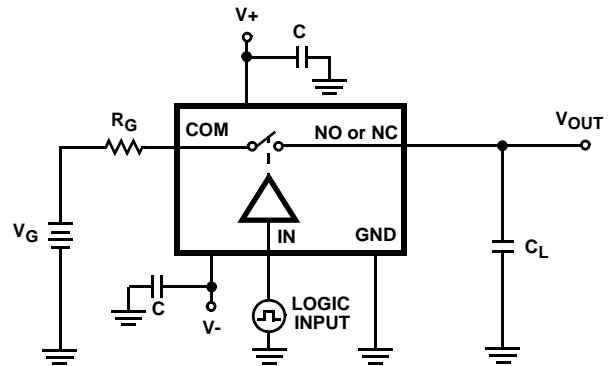 V+
C
RG
COM
NO or NC
VOUT
VG
IN
GND
CL
C
V-
LOGIC
INPUT